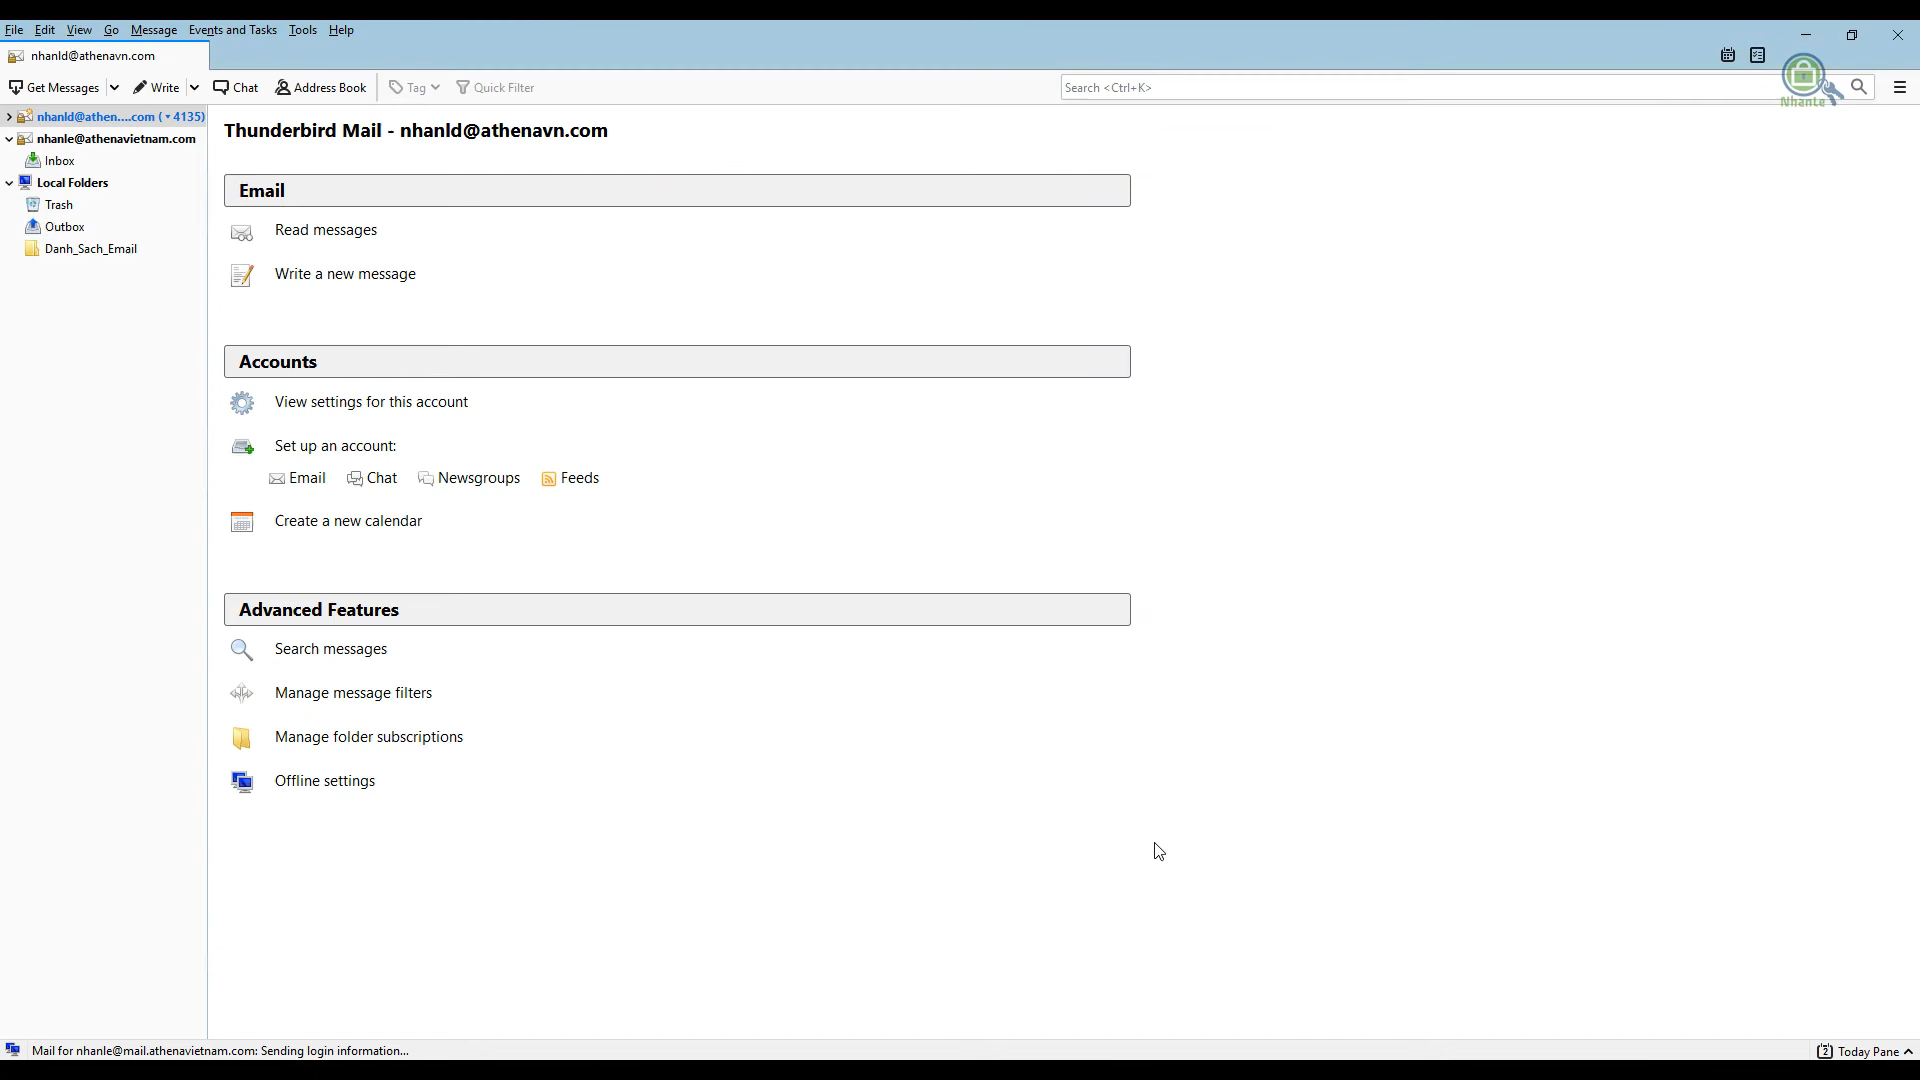 File Edit View Go Message Events and Tasks Tools Help
nhanld@athenavn.com
Get Messages Write Chat Address Book Tag Quick Filter Search <Ctrl+K>
NhanLe
nhanld@athen....com ( 4135)
nhanle@athenavietnam.com
Inbox
Local Folders
Trash
Outbox
Danh_Sach_Email
Thunderbird Mail - nhanld@athenavn.com
Email
Read messages
Write a new message
Accounts
View settings for this account
Set up an account:
Email Chat Newsgroups Feeds
Create a new calendar
Advanced Features
Search messages
Manage message filters
Manage folder subscriptions
Offline settings
Mail for nhanle@mail.athenavietnam.com: Sending login information...
2 Today Pane